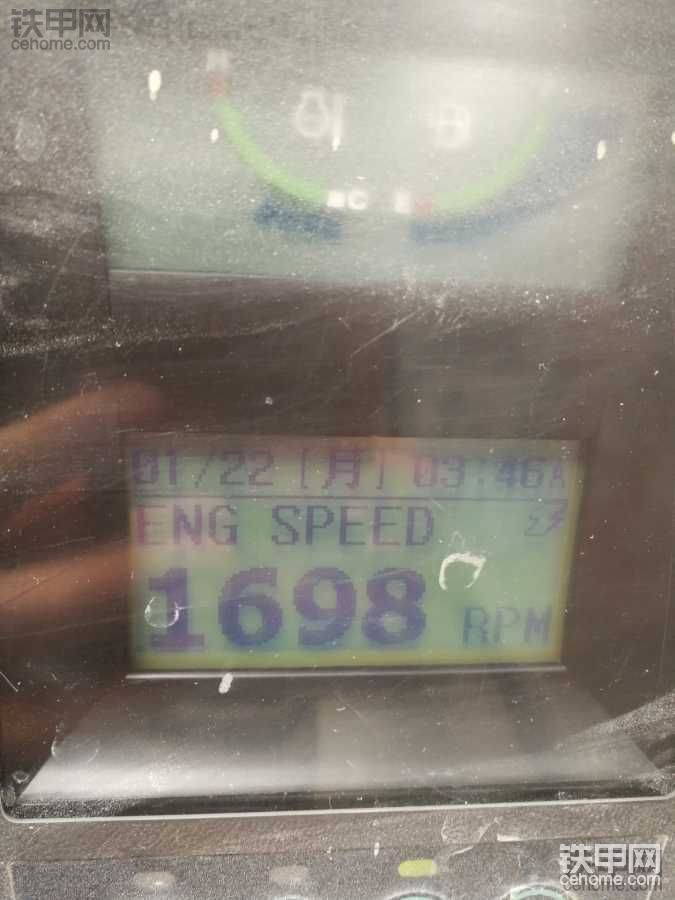 铁甲网
cehome.com
C
01/22 [月] 03:46A
ENG SPEED
1698 RPM
铁甲网
cehome.com